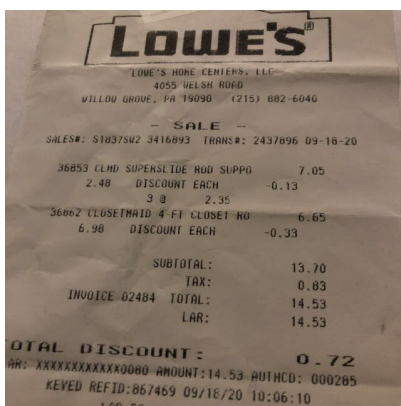 LOWE'S®
LOWE'S HOME CENTERS, LLC
4055 WELSH ROAD
WILLOW GROVE, PA 19090 (215) 882-6040
- SALE -
SALES#: S1837SW2 3416893 TRANS#: 2437896 09-18-20
36853 CLMD SUPERSLIDE ROD SUPPO 7.05
2.48 DISCOUNT EACH -0.13
3 @ 2.35
36862 CLOSETMAID 4 FT CLOSET RO 6.65
6.98 DISCOUNT EACH -0.33
SUBTOTAL: 13.70
TAX: 0.83
INVOICE 02484 TOTAL: 14.53
LAR: 14.53
OTAL DISCOUNT: 0.72
AR: XXXXXXXXXXXX0080 AMOUNT:14.53 AUTHCD: 000285
KEYED REFID:867469 09/18/20 10:06:10